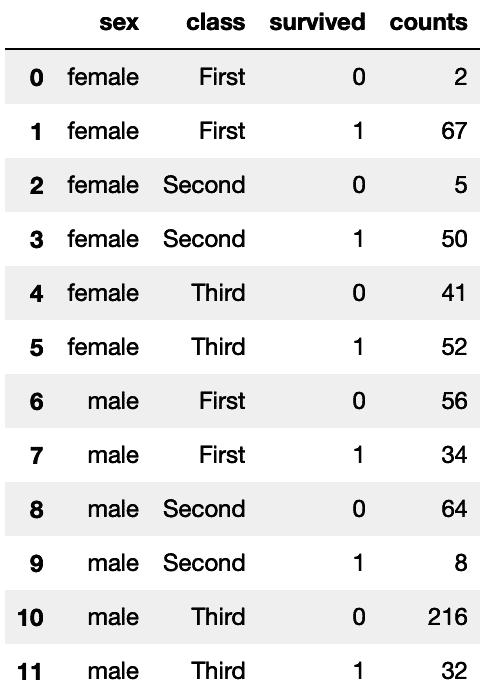 sex class survived counts
0 female First 0 2
1 female First 1 67
2 female Second 0 5
3 female Second 1 50
4 female Third 0 41
5 female Third 1 52
6 male First 0 56
7 male First 1 34
8 male Second 0 64
9 male Second 1 8
10 male Third 0 216
11 male Third 1 32